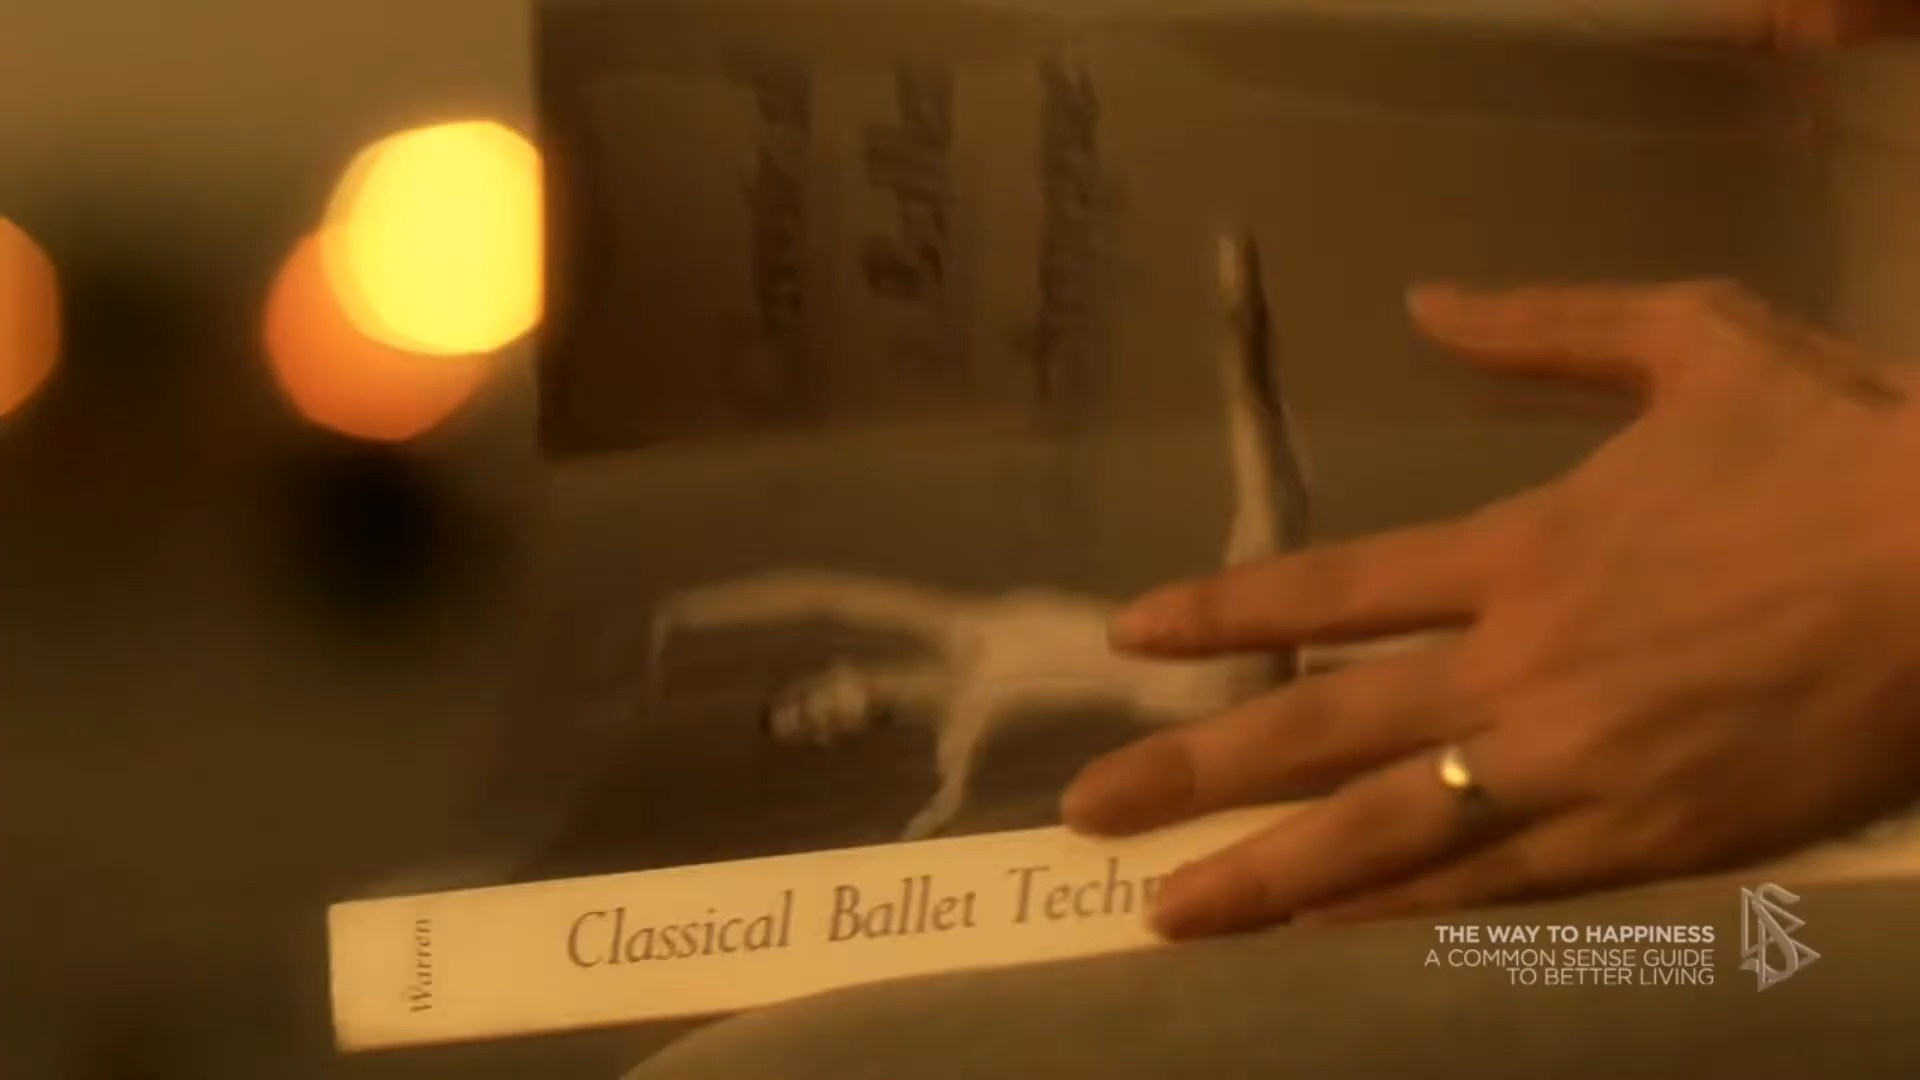 Warren
Classical Ballet Tech
THE WAY TO HAPPINESS
A COMMON SENSE GUIDE
TO BETTER LIVING